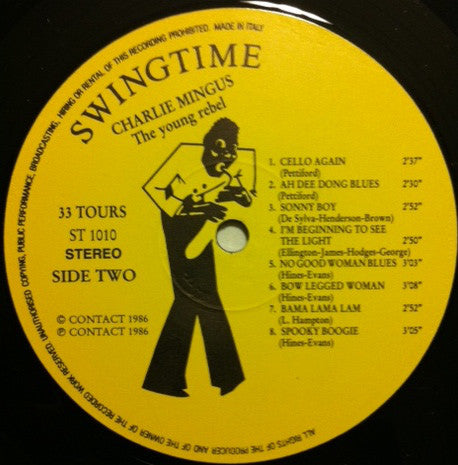 UNAUTHORISED COPYING, PUBLIC PERFORMANCE, BROADCASTING, HIRING OR RENTAL OF THIS RECORDING PROHIBITED. MADE IN ITALY
SWINGTIME
CHARLIE MINGUS
The young rebel
33 TOURS
ST 1010
STEREO
SIDE TWO
© CONTACT 1986
℗ CONTACT 1986
1. CELLO AGAIN 2'37"
(Pettiford)
2. AH DEE DONG BLUES 2'30"
(Pettiford)
3. SONNY BOY 2'52"
(De Sylva-Henderson-Brown)
4. I'M BEGINNING TO SEE
THE LIGHT 2'50"
(Ellington-James-Hodges-George)
5. NO GOOD WOMAN BLUES 3'03"
(Hines-Evans)
6. BOW LEGGED WOMAN 3'08"
(Hines-Evans)
7. BAMA LAMA LAM 2'52"
(L. Hampton)
8. SPOOKY BOOGIE 3'05"
(Hines-Evans)
ALL RIGHTS OF THE PRODUCER AND OF THE OWNER OF THE RECORDED WORK RESERVED